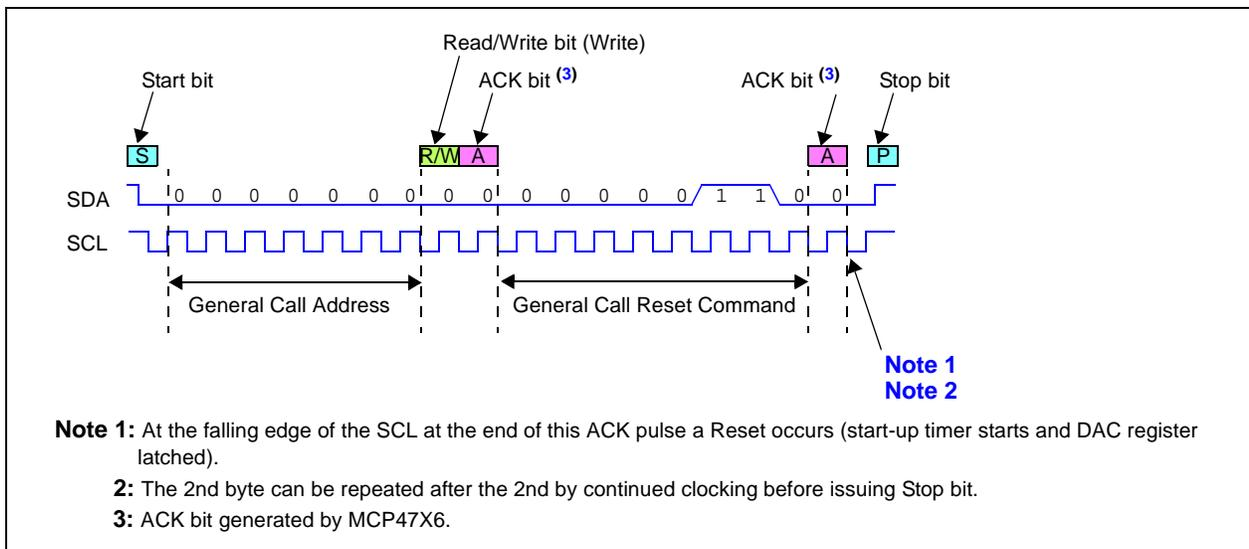 Read/Write bit (Write)
Start bit ACK bit (3) ACK bit (3) Stop bit
S R/W A A P
SDA 0 0 0 0 0 0 0 0 0 0 0 0 0 0 1 1 0 0
SCL
General Call Address General Call Reset Command
Note 1
Note 2
Note 1: At the falling edge of the SCL at the end of this ACK pulse a Reset occurs (start-up timer starts and DAC register
latched).
2: The 2nd byte can be repeated after the 2nd by continued clocking before issuing Stop bit.
3: ACK bit generated by MCP47X6.